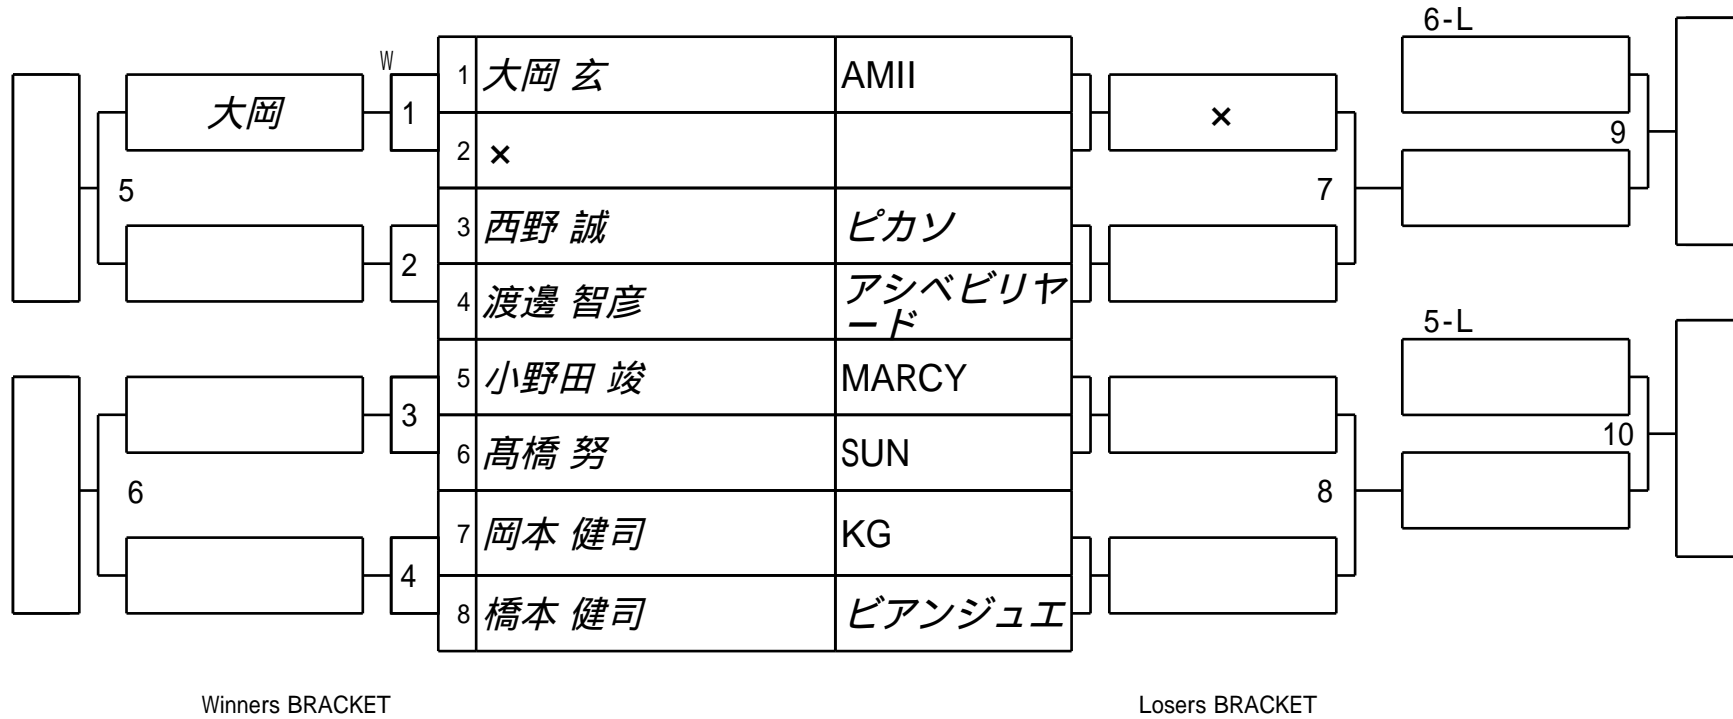 6-L
W
1 大岡 玄 AMII
大岡 1 ×
2 × 9
5 7
3 西野 誠 ピカソ
2
4 渡邊 智彦 アシベビリヤ
ード
5-L
5 小野田 竣 MARCY
3
6 髙橋 努 SUN 10
6 8
7 岡本 健司 KG
4
8 橋本 健司 ビアンジュエ
Winners BRACKET Losers BRACKET